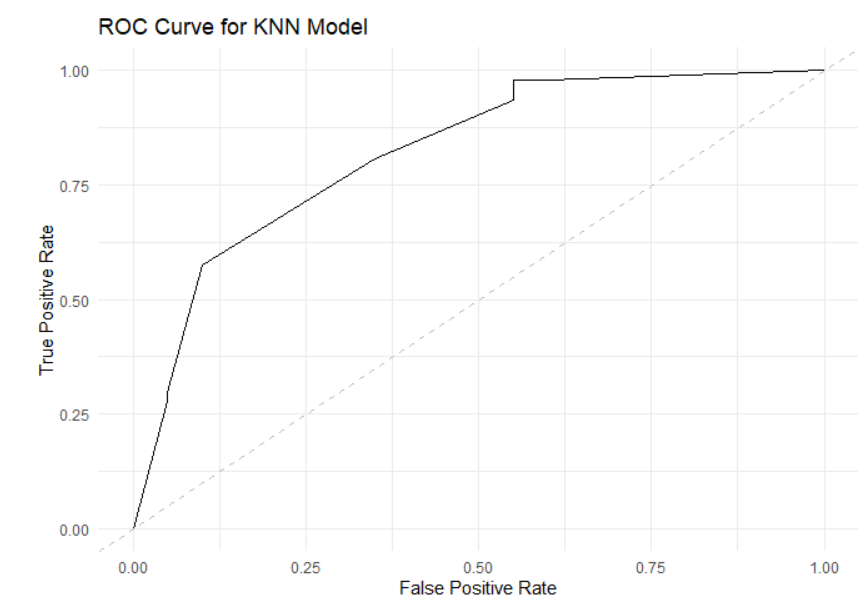 ROC Curve for KNN Model
True Positive Rate
1.00
0.75
0.50
0.25
0.00
0.00 0.25 0.50 0.75 1.00
False Positive Rate